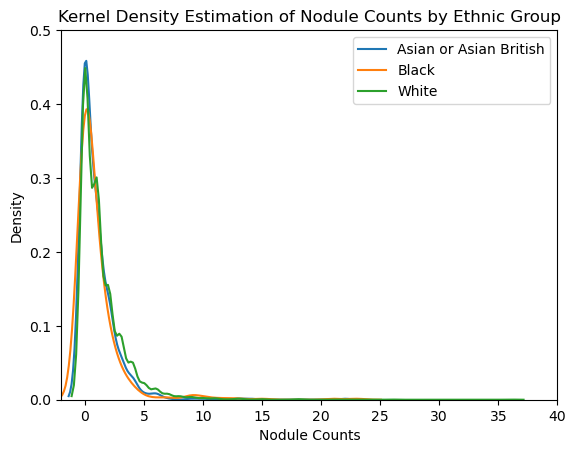 Kernel Density Estimation of Nodule Counts by Ethnic Group
0.5
0.4
0.3
0.2
0.1
0.0
Density
Asian or Asian British
Black
White
0 5 10 15 20 25 30 35 40
Nodule Counts